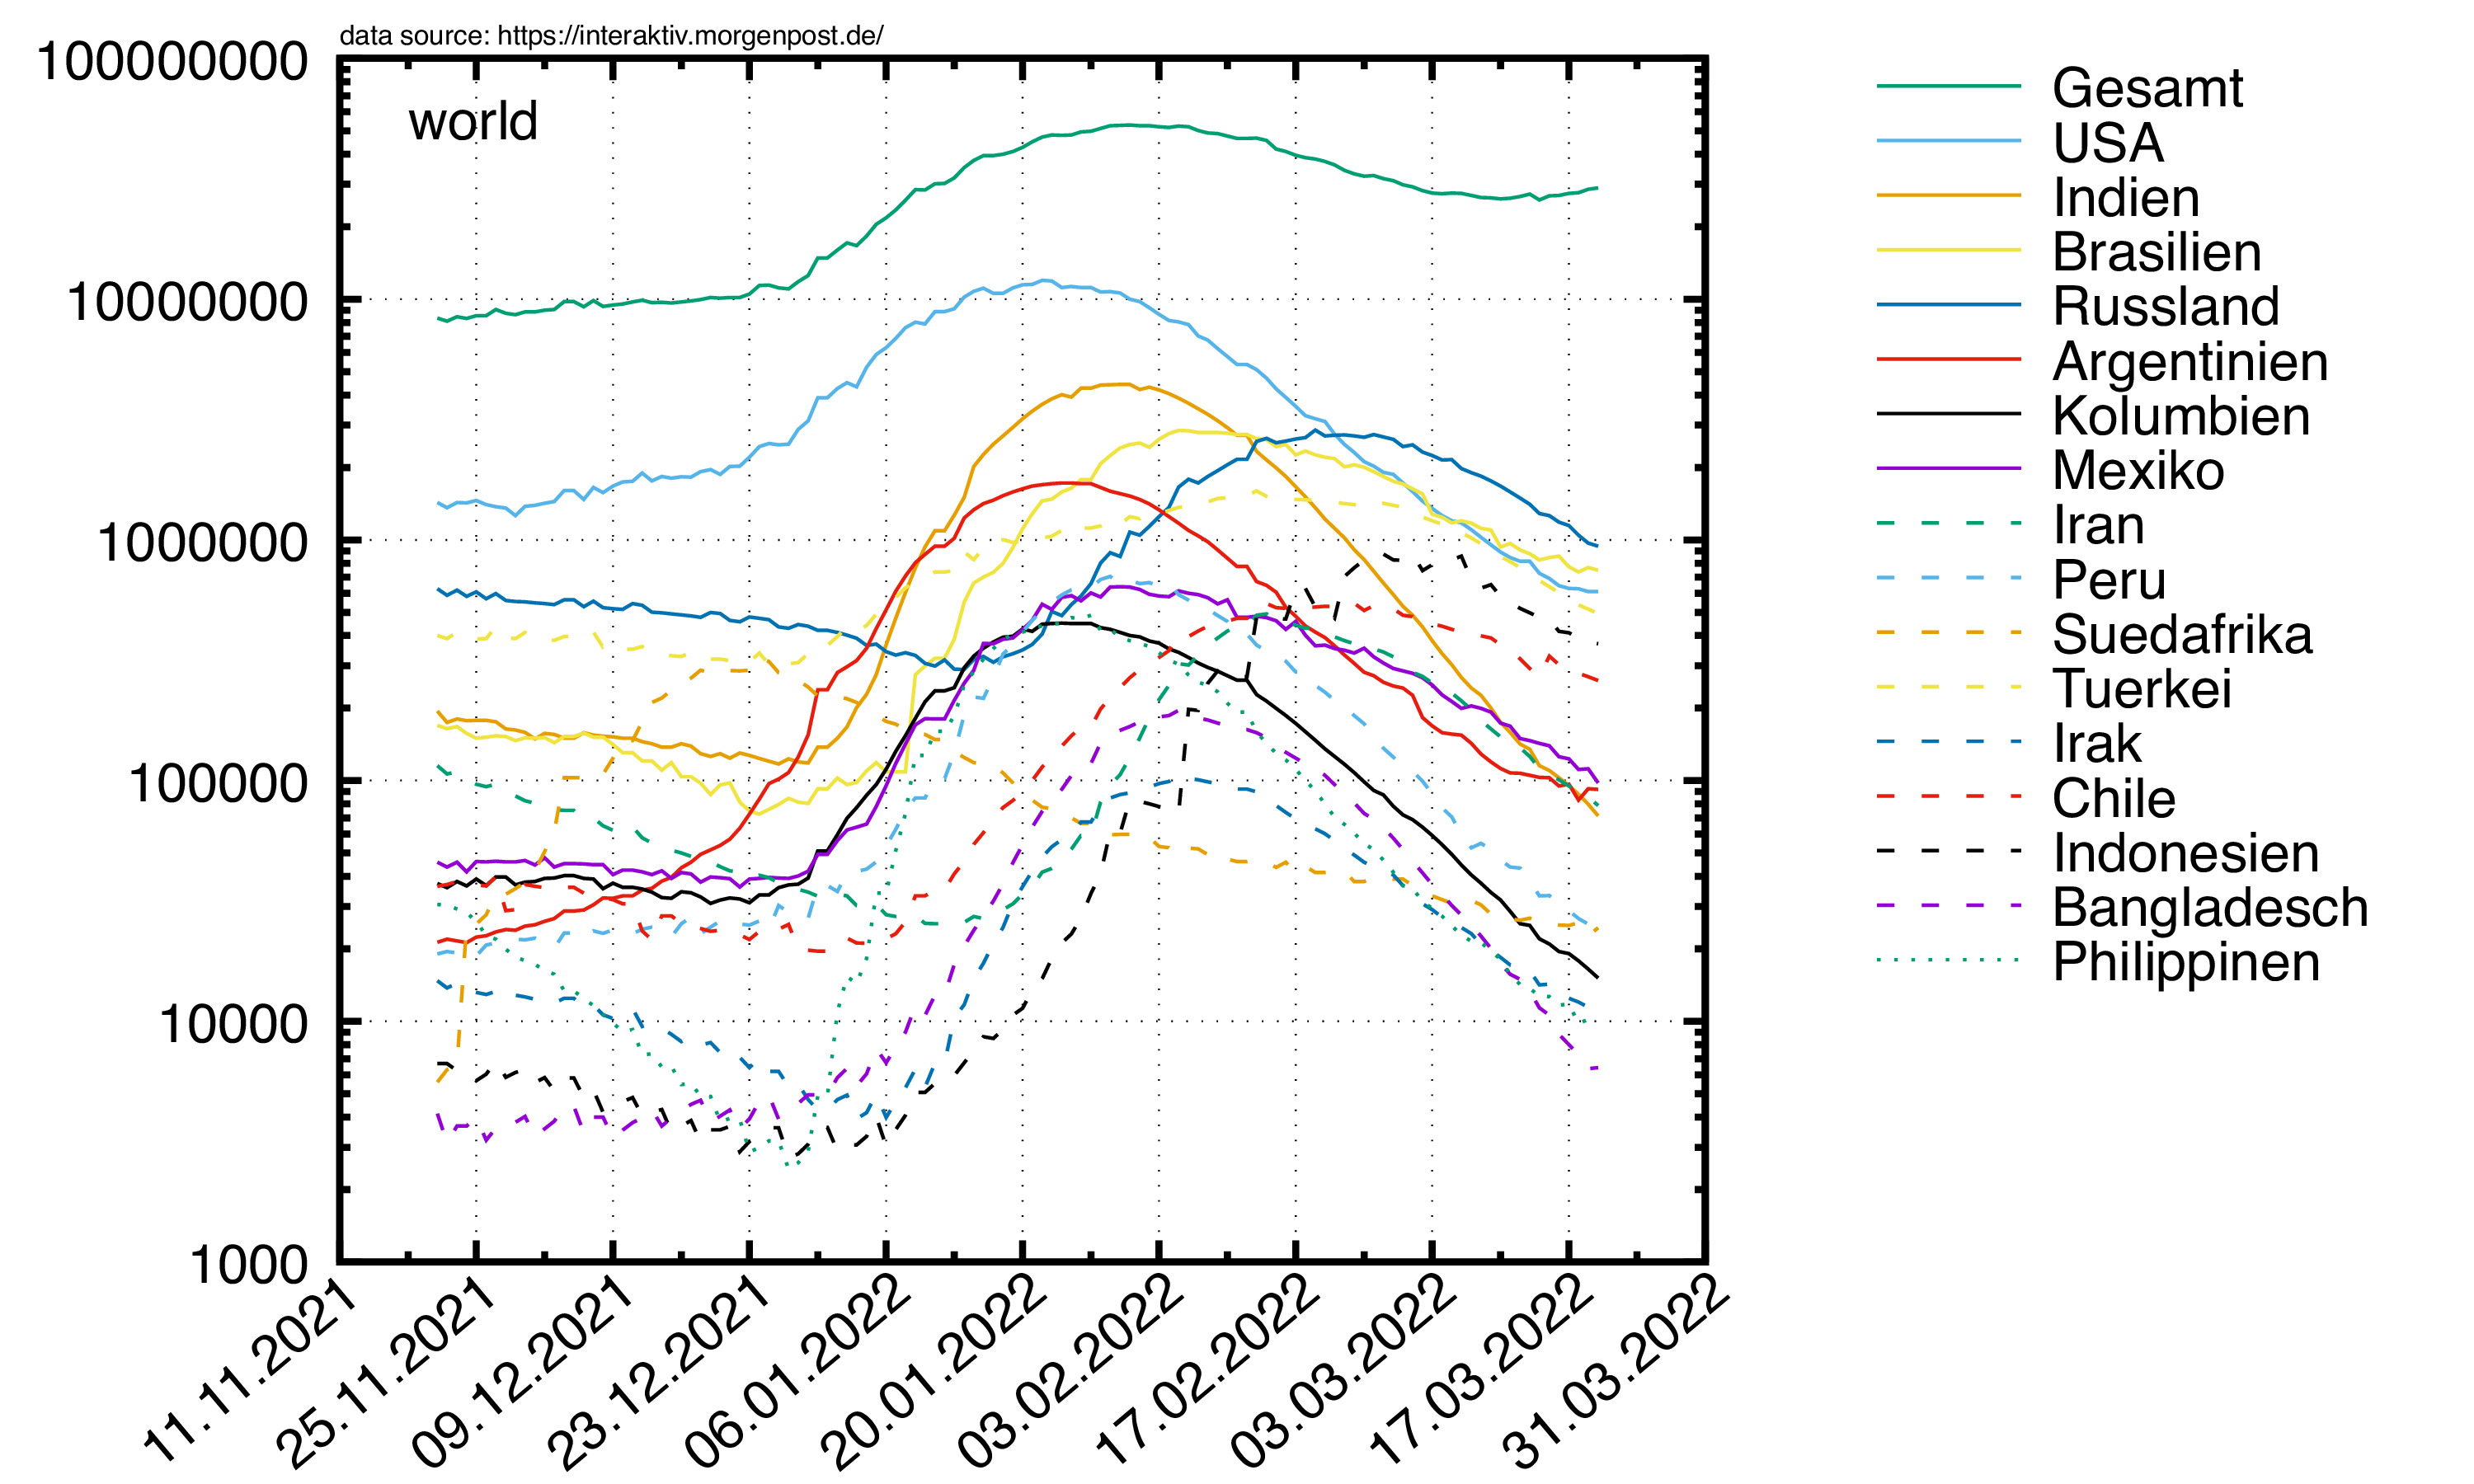 data source: https://interaktiv.morgenpost.de/
world
100000000
10000000
1000000
100000
10000
1000
11.11.2021
25.11.2021
09.12.2021
23.12.2021
06.01.2022
20.01.2022
03.02.2022
17.02.2022
03.03.2022
17.03.2022
31.03.2022
Gesamt
USA
Indien
Brasilien
Russland
Argentinien
Kolumbien
Mexiko
Iran
Peru
Suedafrika
Tuerkei
Irak
Chile
Indonesien
Bangladesch
Philippinen